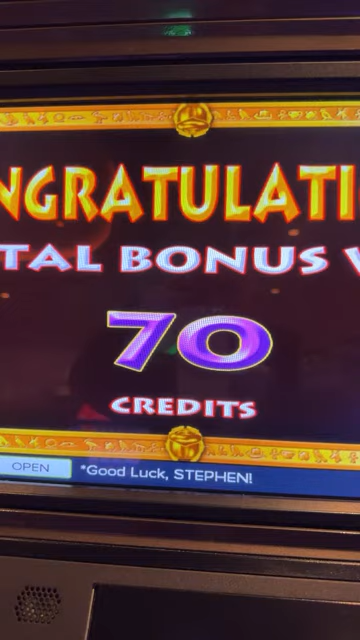 NGRATULATI
TAL BONUS
70
CREDITS
OPEN
*Good Luck, STEPHEN!